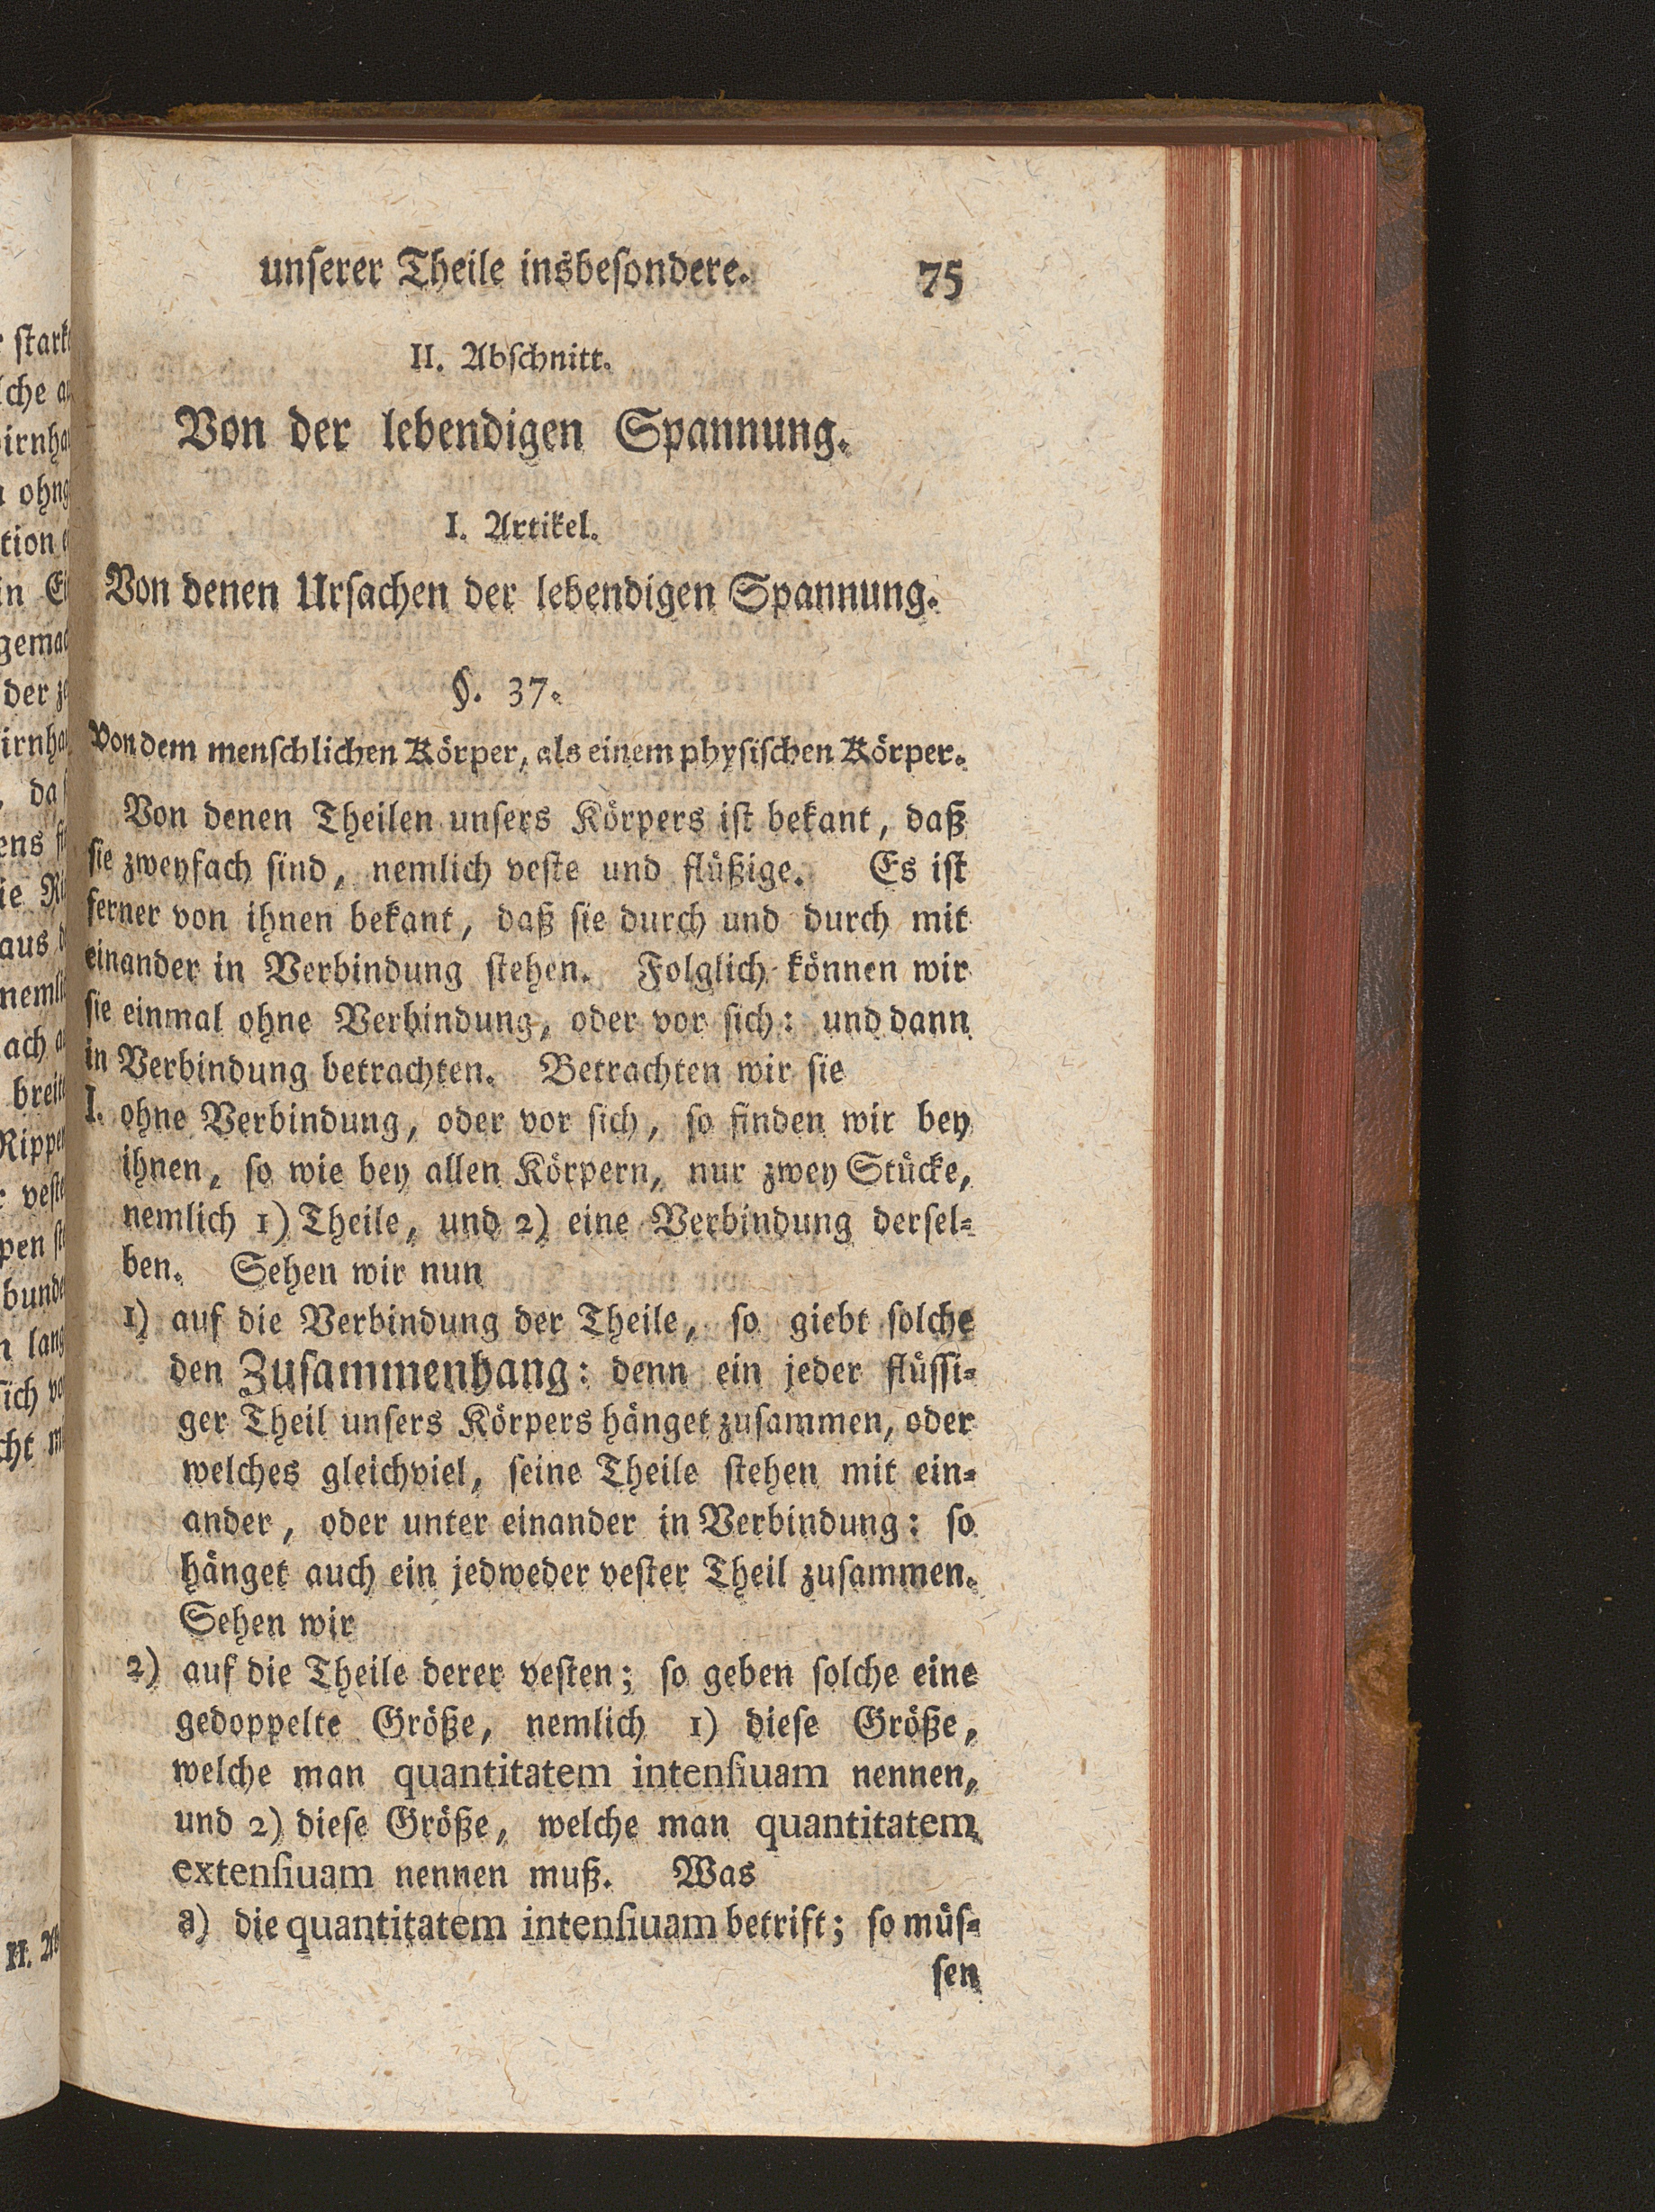 unſerer Theile insbeſondere. 75
II. Abſchnitt.
Von der lebendigen Spannung.
I. Artikel.
Von denen Urſachen der lebendigen Spannung.
§. 37.
Von dem menſchlichen Körper, als einem phyſiſchen Körper.
Von denen Theilen unſers Körpers iſt bekant, daß
ſie zweyfach ſind, nemlich veſte und flüßige. Es iſt
ferner von ihnen bekant, daß ſie durch und durch mit
einander in Verbindung ſtehen. Folglich können wir
ſie einmal ohne Verbindung, oder vor ſich: und dann
in Verbindung betrachten. Betrachten wir ſie
I. ohne Verbindung, oder vor ſich, ſo finden wir bey
ihnen, ſo wie bey allen Körpern, nur zwey Stücke,
nemlich 1) Theile, und 2) eine Verbindung derſel⸗
ben. Sehen wir nun
1) auf die Verbindung der Theile, ſo giebt ſolche
den Zuſammenhang: denn ein jeder flüſſi⸗
ger Theil unſers Körpers hänget zuſammen, oder
welches gleichviel, ſeine Theile ſtehen mit ein⸗
ander, oder unter einander in Verbindung: ſo
hänget auch ein jedweder veſter Theil zuſammen.
Sehen wir
2) auf die Theile derer veſten; ſo geben ſolche eine
gedoppelte Größe, nemlich 1) dieſe Größe,
welche man quantitatem intenſiuam nennen,
und 2) dieſe Größe, welche man quantitatem
extenſiuam nennen muß. Was
a) die quantitatem intenſiuam betrift; ſo müſ⸗
ſen